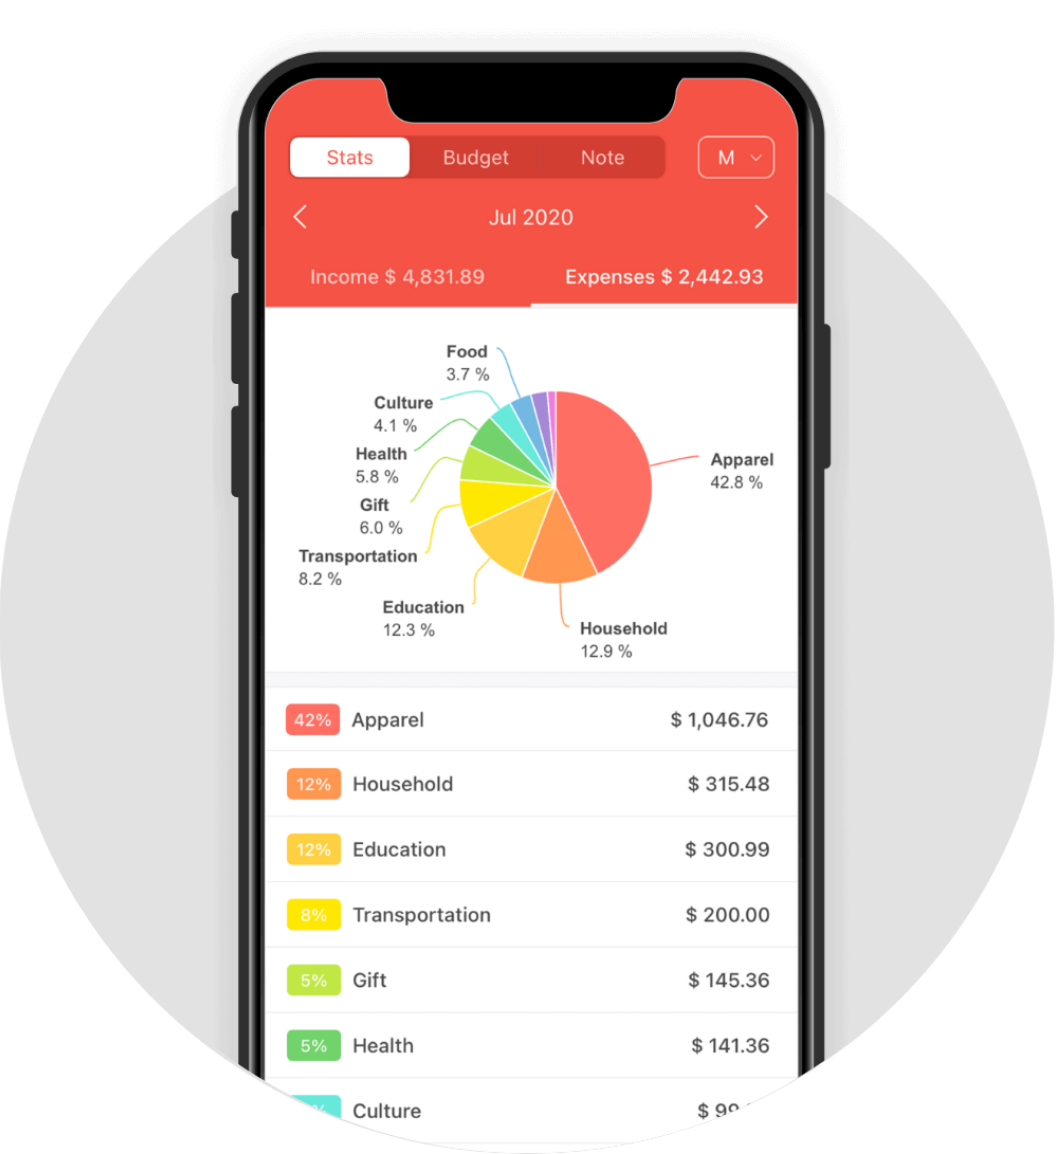 Stats Budget Note M
Jul 2020
Income $ 4,831.89 Expenses $ 2,442.93
Food
3.7 %
Culture
4.1 %
Health
5.8 %
Gift
6.0 %
Transportation
8.2 %
Education
12.3 %
Apparel
42.8 %
Household
12.9 %
42% Apparel $ 1,046.76
12% Household $ 315.48
12% Education $ 300.99
8% Transportation $ 200.00
5% Gift $ 145.36
5% Health $ 141.36
Culture $